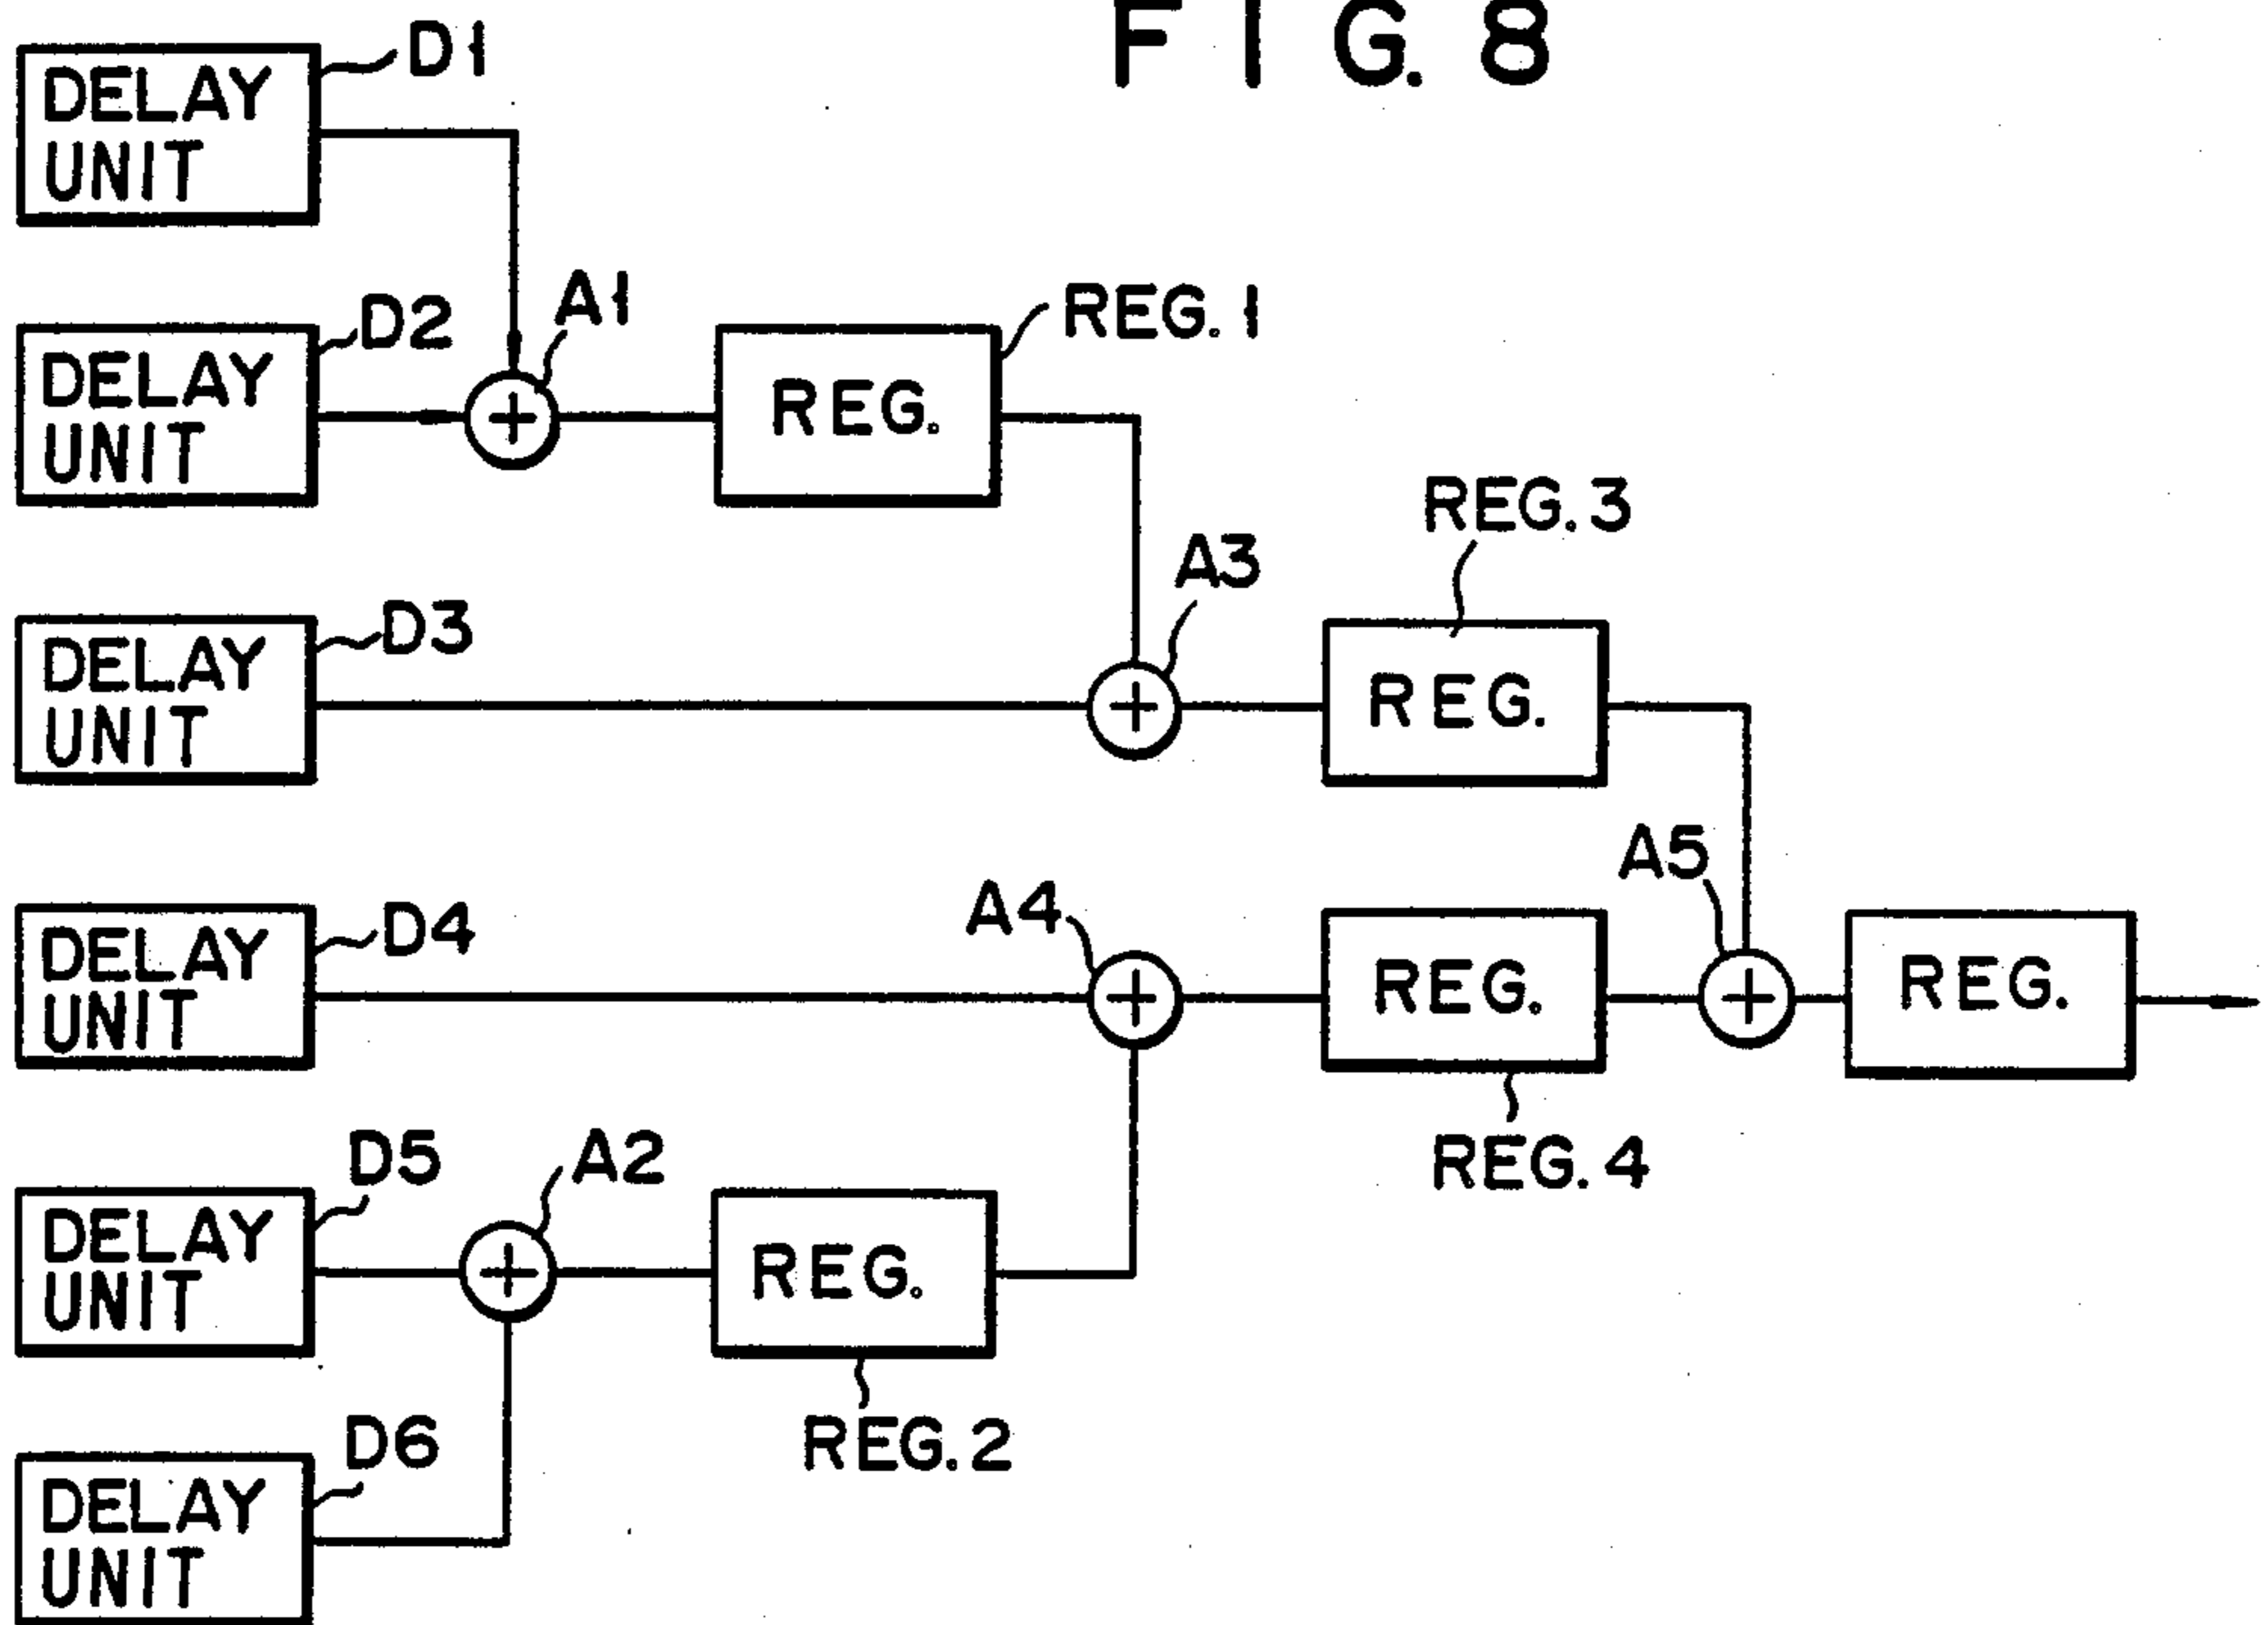 FIG. 8
D1
DELAY
UNIT
D2
A1
REG. 1
DELAY
UNIT
REG.
REG. 3
A3
D3
DELAY
UNIT
REG.
A5
A4
D4
DELAY
UNIT
REG.
REG.
REG. 4
D5
A2
DELAY
UNIT
REG.
REG. 2
D6
DELAY
UNIT